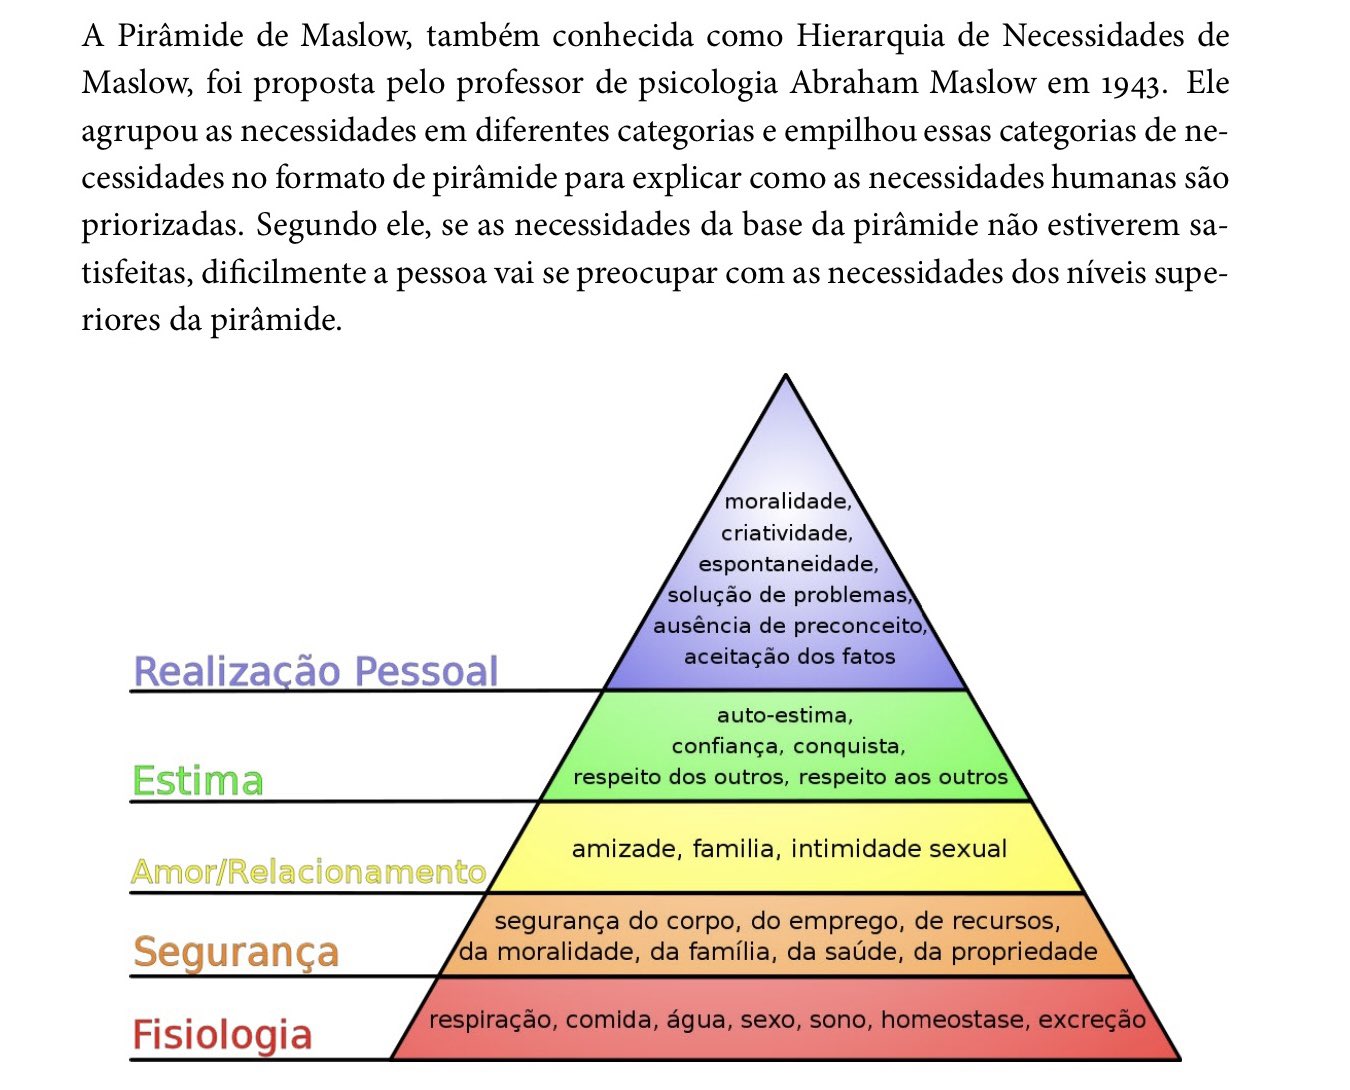 A Pirâmide de Maslow, também conhecida como Hierarquia de Necessidades de
Maslow, foi proposta pelo professor de psicologia Abraham Maslow em 1943. Ele
agrupou as necessidades em diferentes categorias e empilhou essas categorias de ne-
cessidades no formato de pirâmide para explicar como as necessidades humanas são
priorizadas. Segundo ele, se as necessidades da base da pirâmide não estiverem sa-
tisfeitas, dificilmente a pessoa vai se preocupar com as necessidades dos níveis supe-
riores da pirâmide.
moralidade,
criatividade,
espontaneidade,
solução de problemas,
ausência de preconceito,
aceitação dos fatos
Realização Pessoal
auto-estima,
confiança, conquista,
respeito dos outros, respeito aos outros
Estima
amizade, familia, intimidade sexual
Amor/Relacionamento
segurança do corpo, do emprego, de recursos,
da moralidade, da família, da saúde, da propriedade
Segurança
respiração, comida, água, sexo, sono, homeostase, excreção
Fisiologia